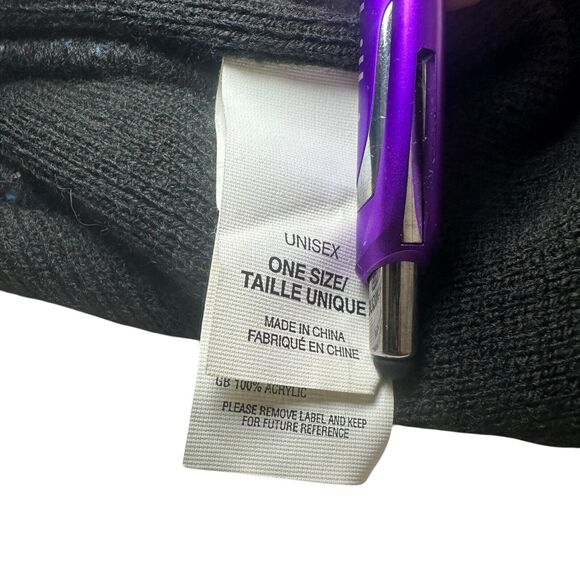 UNISEX
ONE SIZE/
TAILLE UNIQUE
MADE IN CHINA
FABRIQUÉ EN CHINE
GB 100% ACRYLIC
PLEASE REMOVE LABEL AND KEEP
FOR FUTURE REFERENCE